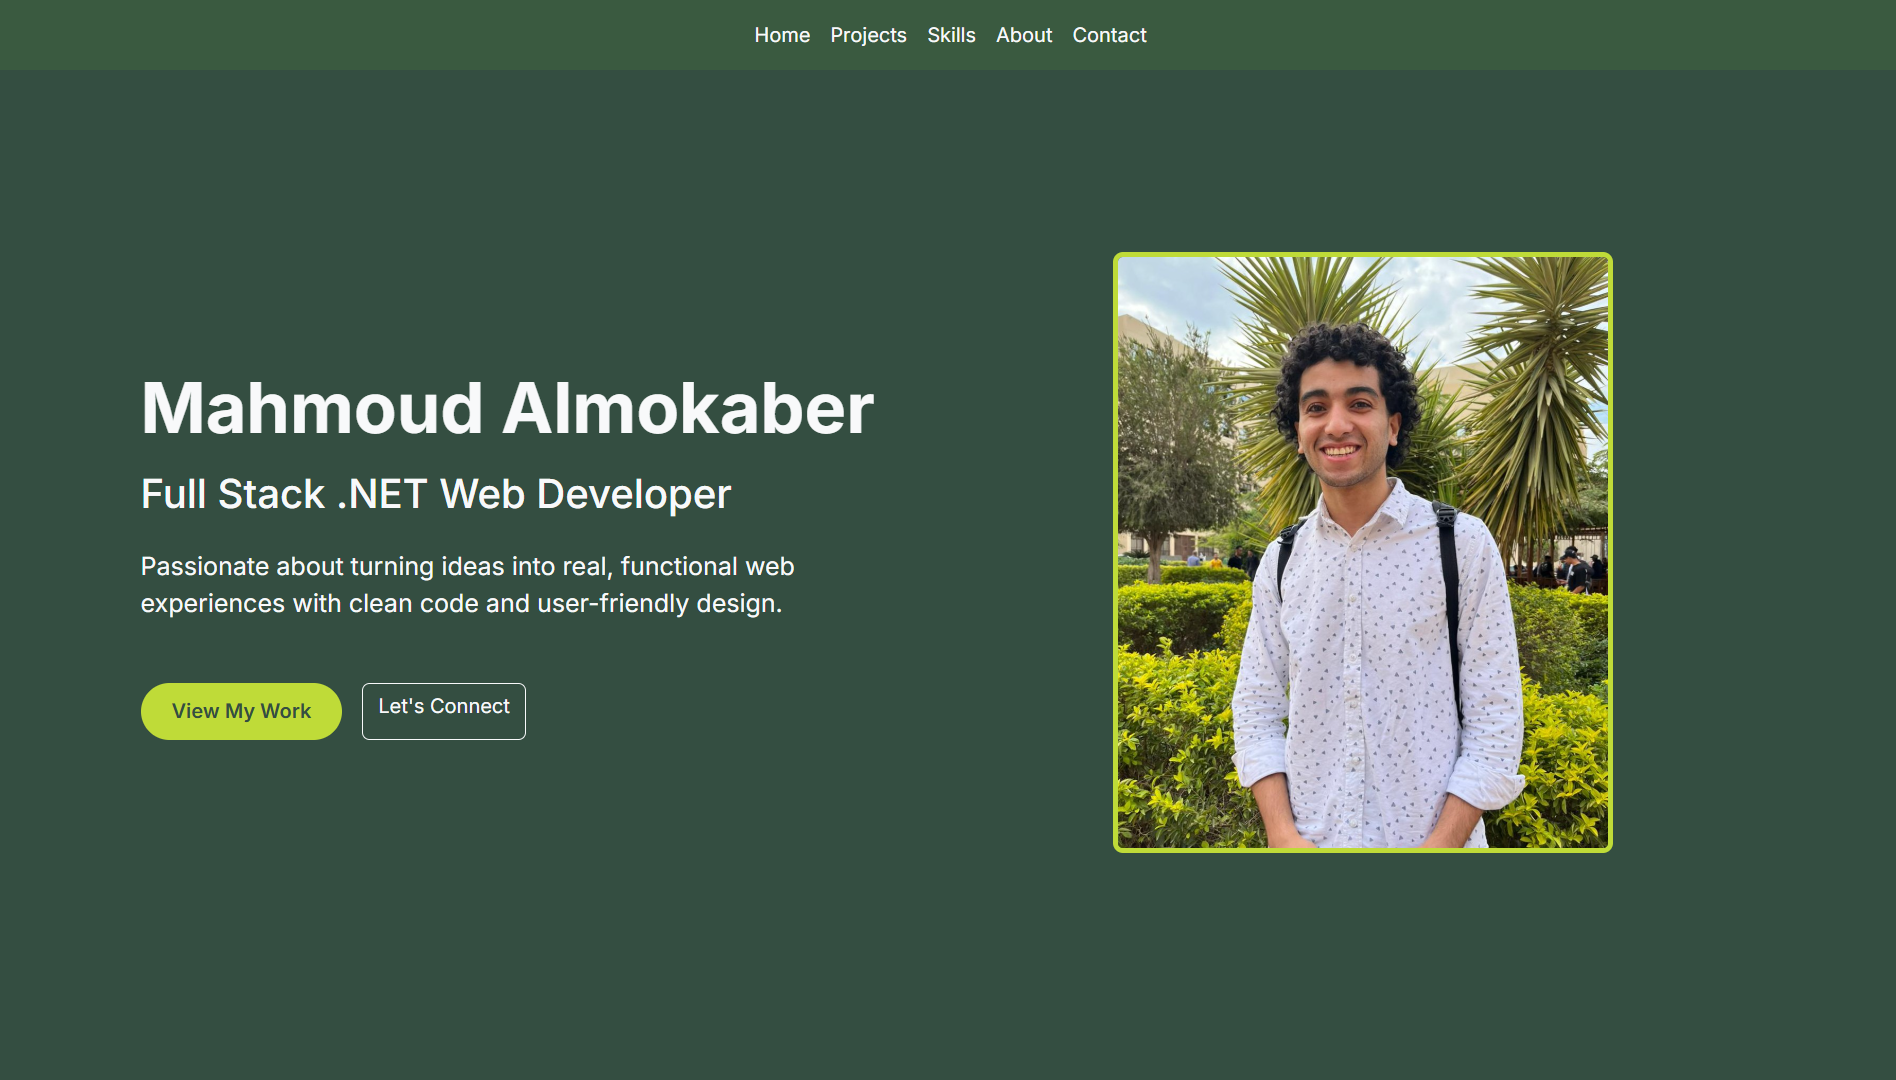 Home Projects Skills About Contact
Mahmoud Almokaber
Full Stack .NET Web Developer
Passionate about turning ideas into real, functional web
experiences with clean code and user-friendly design.
View My Work Let's Connect